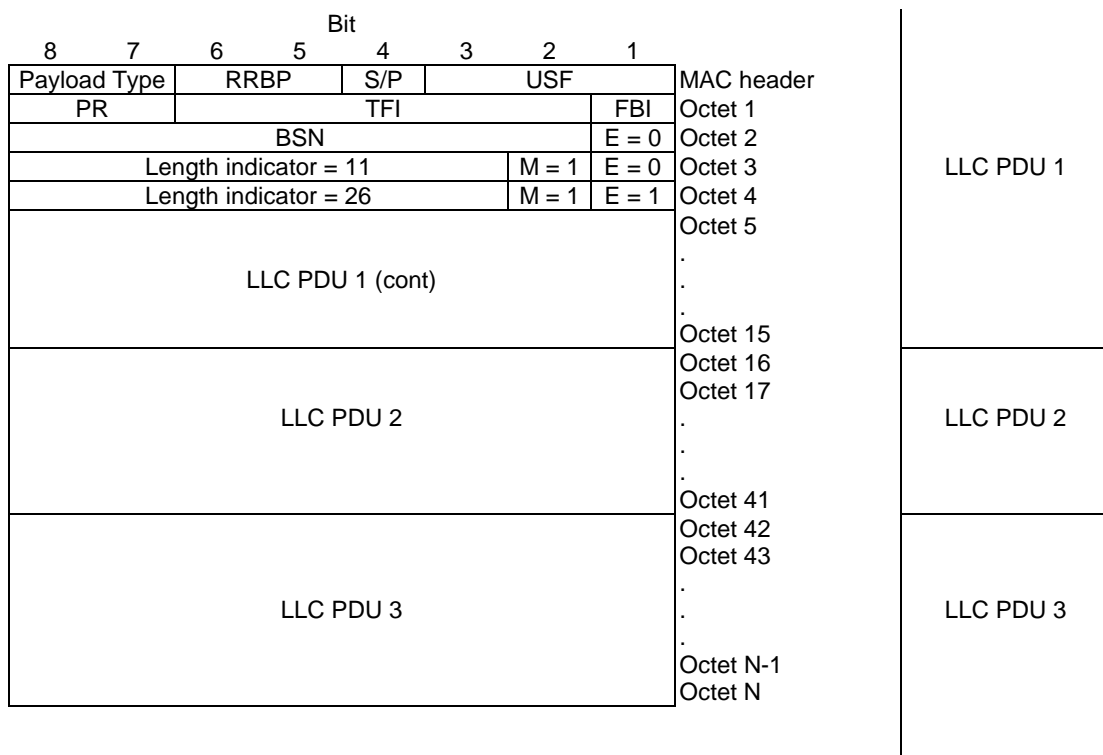 Bit
8 7 6 5 4 3 2 1
Payload Type RRBP S/P USF MAC header
PR TFI FBI Octet 1
BSN E = 0 Octet 2
Length indicator = 11 M = 1 E = 0 Octet 3 LLC PDU 1
Length indicator = 26 M = 1 E = 1 Octet 4
Octet 5
.
LLC PDU 1 (cont) .
.
Octet 15
Octet 16
Octet 17
LLC PDU 2 . LLC PDU 2
.
.
Octet 41
Octet 42
Octet 43
.
LLC PDU 3 . LLC PDU 3
.
Octet N-1
Octet N